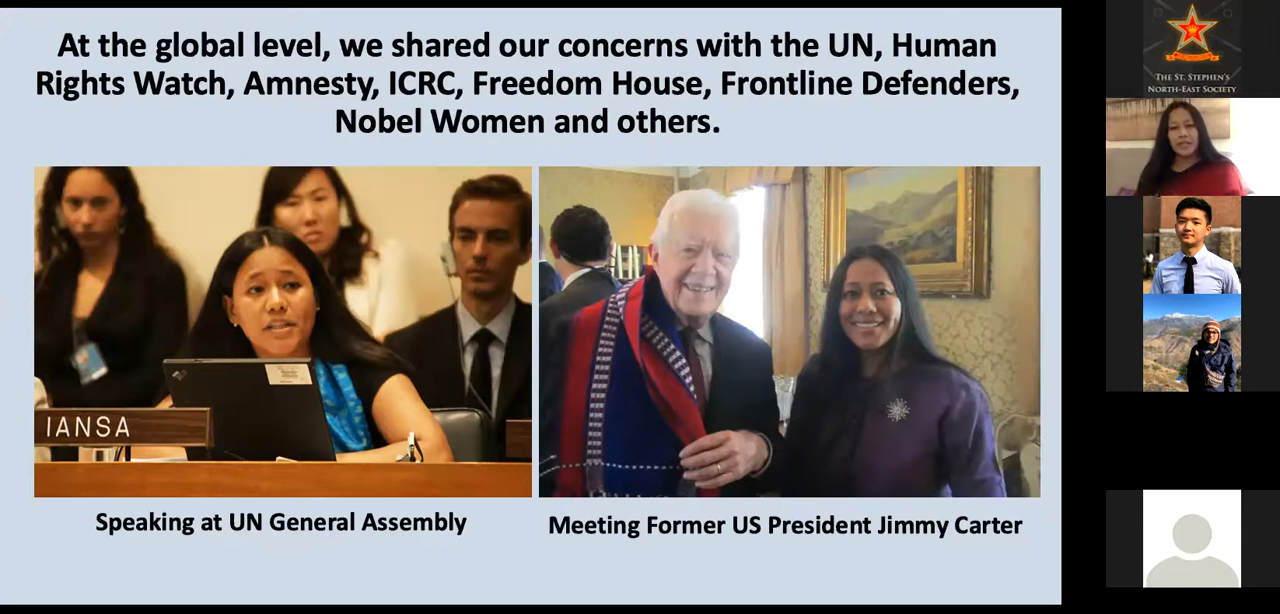 At the global level, we shared our concerns with the UN, Human
Rights Watch, Amnesty, ICRC, Freedom House, Frontline Defenders,
Nobel Women and others.
IANSA
Speaking at UN General Assembly
Meeting Former US President Jimmy Carter
THE ST. STEPHEN'S
NORTH-EAST SOCIETY